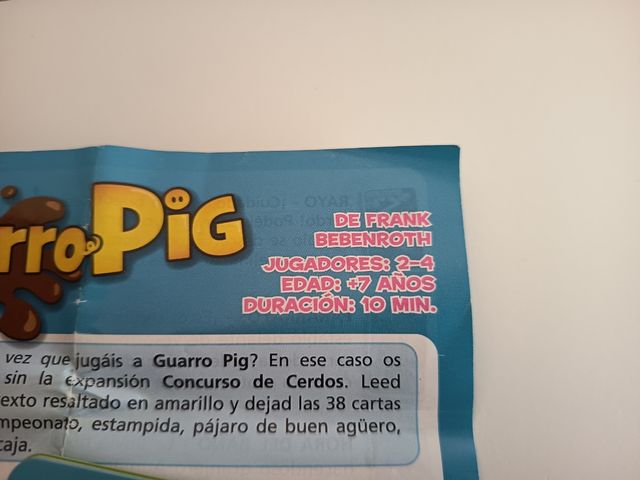 rro PIG
DE FRANK
BEBENROTH
JUGADORES: 2-4
EDAD: +7 AÑOS
DURACIÓN: 10 MIN.
vez que jugáis a Guarro Pig? En ese caso os
sin la expansión Concurso de Cerdos. Leed
exto resaltado en amarillo y dejad las 38 cartas
mpeonato, estampida, pájaro de buen agüero,
caja.